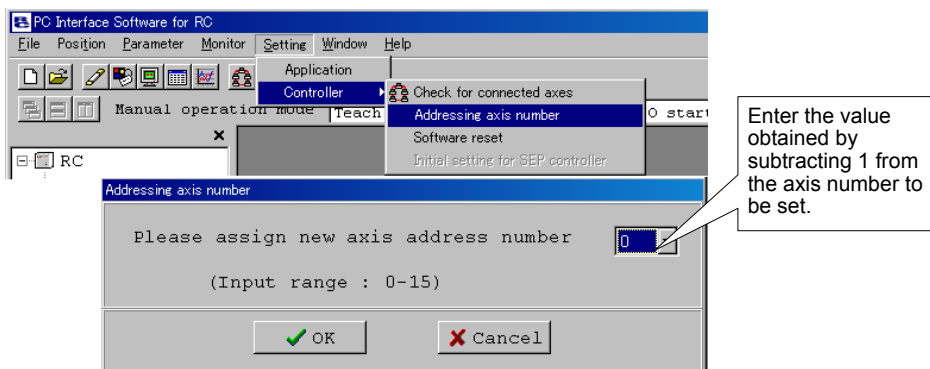 PC Interface Software for RC
File Position Parameter Monitor Setting Window Help
Application
Controller
Check for connected axes
Addressing axis number
Software reset
Initial setting for SEP controller
Manual operation mode Teach
O star
RC
Addressing axis number
Please assign new axis address number 0
(Input range : 0-15)
OK Cancel
Enter the value
obtained by
subtracting 1 from
the axis number to
be set.